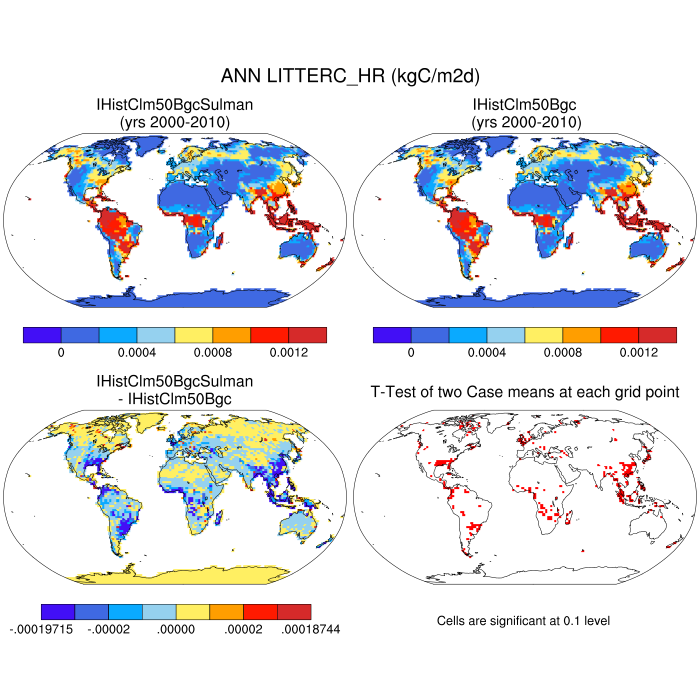 ANN LITTERC_HR (kgC/m2d)
IHistClm50BgcSulman
(yrs 2000-2010)
IHistClm50Bgc
(yrs 2000-2010)
0 0.0004 0.0008 0.0012
0 0.0004 0.0008 0.0012
IHistClm50BgcSulman
- IHistClm50Bgc
T-Test of two Case means at each grid point
-.00019715 -.00002 .00000 .00002 .00018744
Cells are significant at 0.1 level